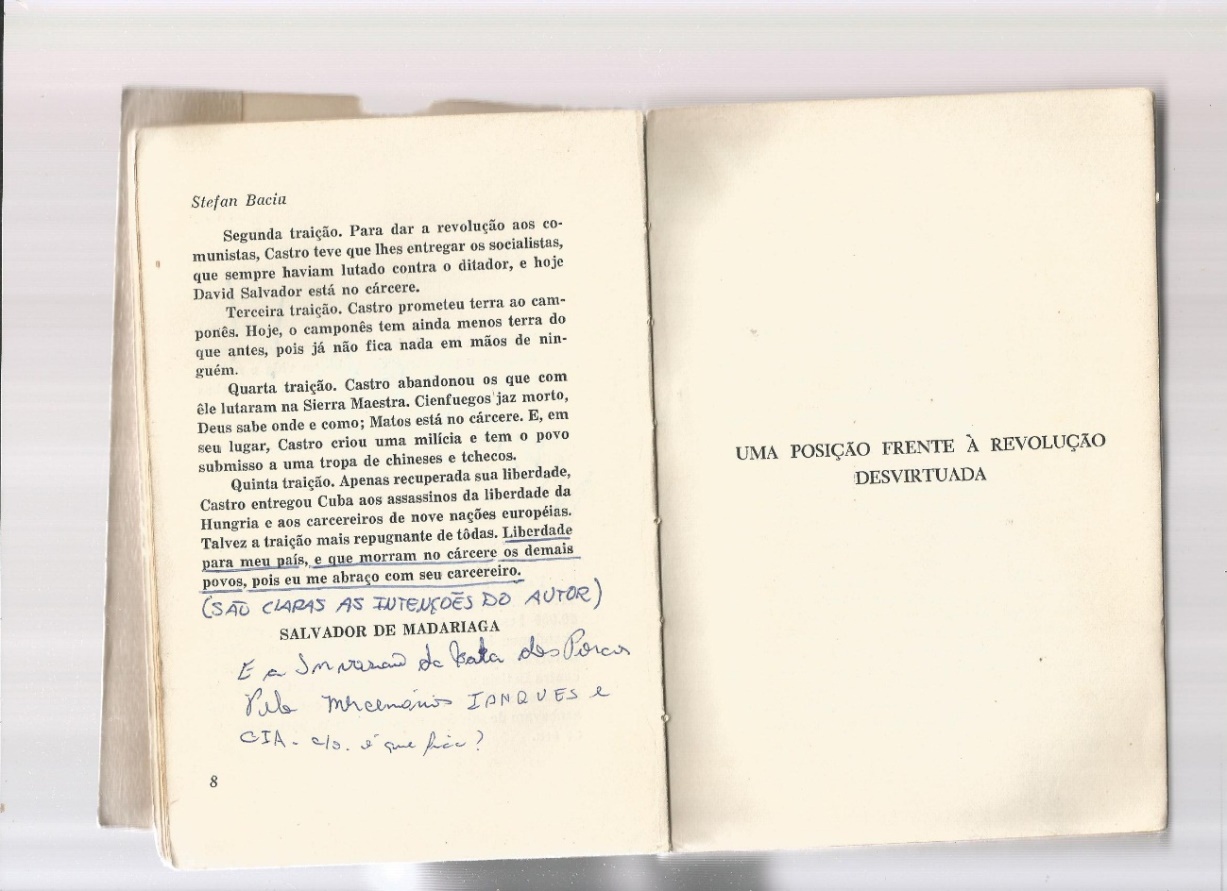 Stefan Baciu
Segunda traição. Para dar a revolução aos co-
munistas, Castro teve que lhes entregar os socialistas,
que sempre haviam lutado contra o ditador, e hoje
David Salvador está no cárcere.
Terceira traição. Castro prometeu terra ao cam-
ponês. Hoje, o camponês tem ainda menos terra do
que antes, pois já não fica nada em mãos de nin-
guém.
Quarta traição. Castro abandonou os que com
êle lutaram na Sierra Maestra. Cienfuegos jaz morto,
Deus sabe onde e como; Matos está no cárcere. E, em
seu lugar, Castro criou uma milícia e tem o povo
submisso a uma tropa de chineses e tchecos.
Quinta traição. Apenas recuperada sua liberdade,
Castro entregou Cuba aos assassinos da liberdade da
Hungria e aos carcereiros de nove nações européias.
Talvez a traição mais repugnante de tôdas. Liberdade
para meu país, e que morram no cárcere os demais
povos, pois eu me abraço com seu carcereiro.
(SÃO CLARAS AS INTENÇÕES DO AUTOR)
SALVADOR DE MADARIAGA
E a Invasão da Baia dos Porcos
Pelo Mercenários IANQUES e
CIA. é que fica?
8
UMA POSIÇÃO FRENTE À REVOLUÇÃO
DESVIRTUADA